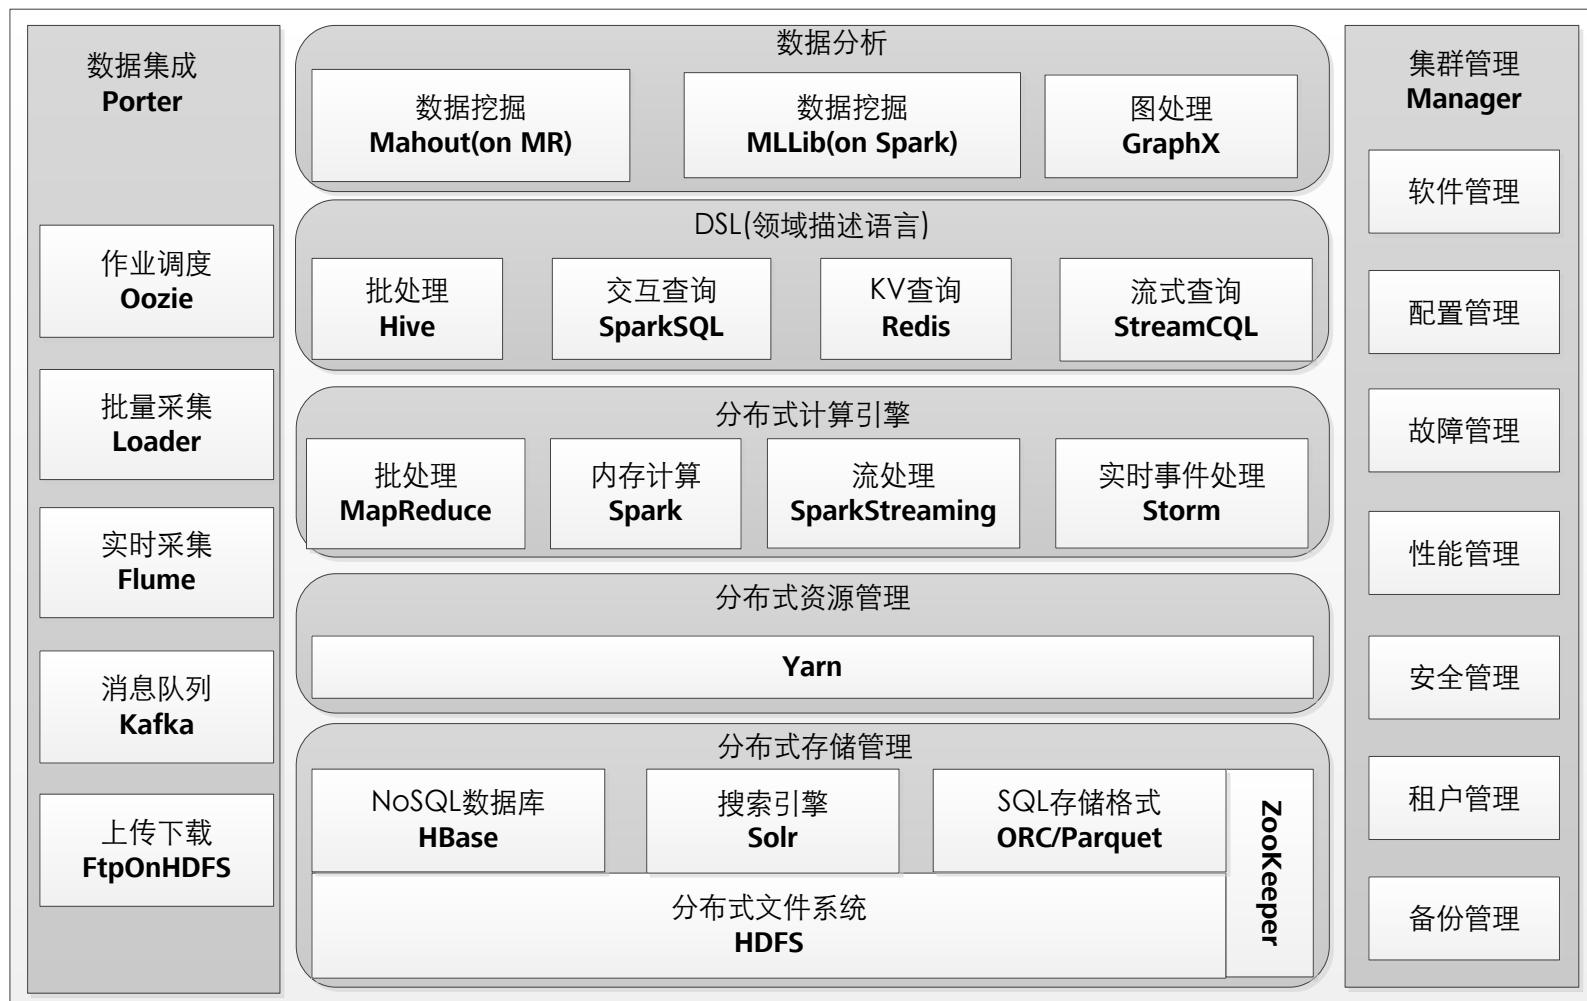 数据集成
Porter
作业调度
Oozie
批量采集
Loader
实时采集
Flume
消息队列
Kafka
上传下载
FtpOnHDFS
数据分析
数据挖掘
Mahout(on MR)
数据挖掘
MLLib(on Spark)
图处理
GraphX
DSL(领域描述语言)
批处理
Hive
交互查询
SparkSQL
KV查询
Redis
流式查询
StreamCQL
分布式计算引擎
批处理
MapReduce
内存计算
Spark
流处理
SparkStreaming
实时事件处理
Storm
分布式资源管理
Yarn
分布式存储管理
NoSQL数据库
HBase
搜索引擎
Solr
SQL存储格式
ORC/Parquet
ZooKeeper
分布式文件系统
HDFS
集群管理
Manager
软件管理
配置管理
故障管理
性能管理
安全管理
租户管理
备份管理